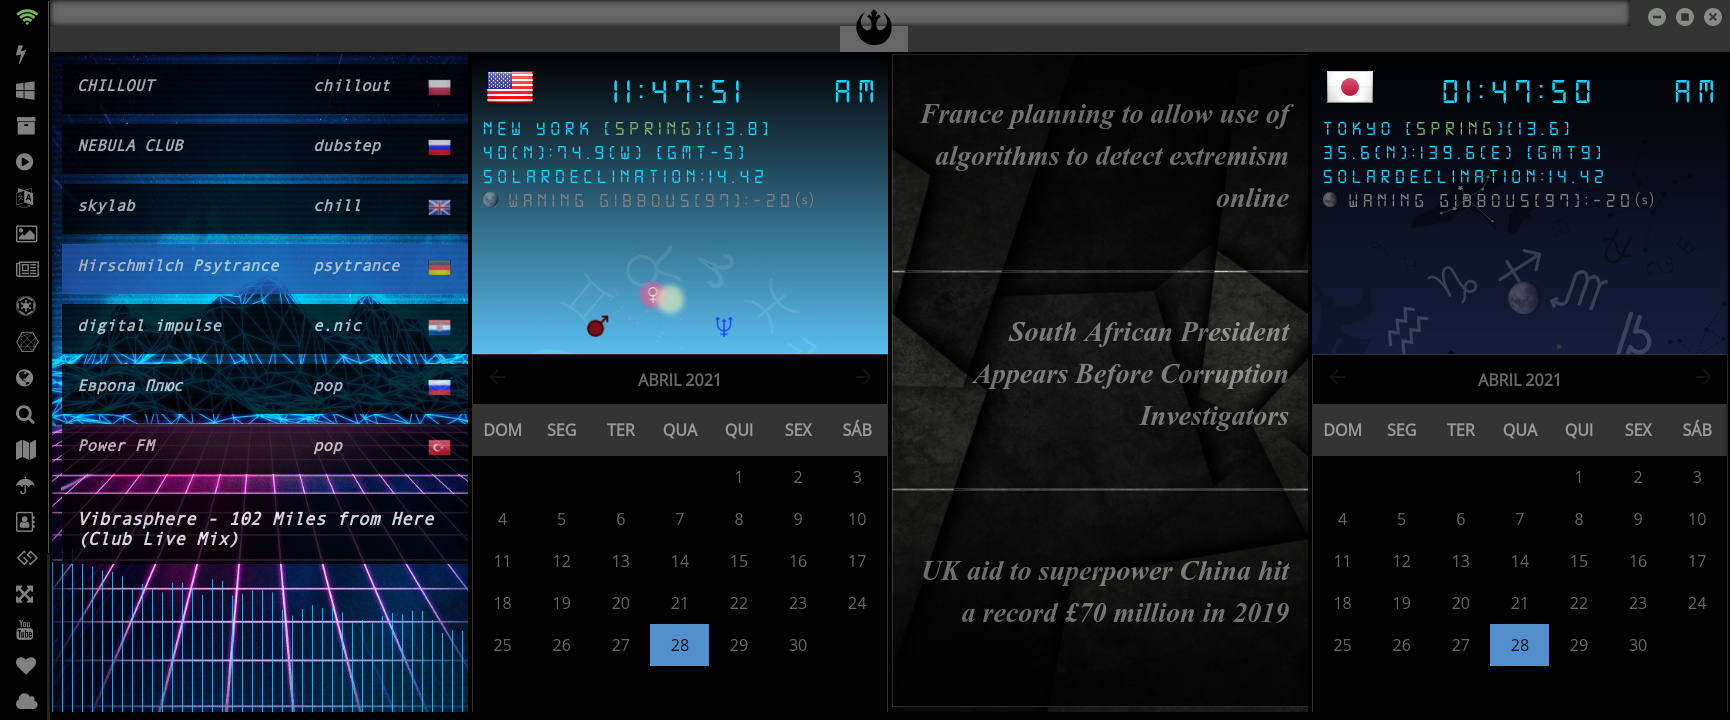 CHILLOUT chillout
NEBULA CLUB dubstep
skylab chill
Hirschmilch Psytrance psytrance
digital impulse e.nic
Европа Плюс pop
Power FM pop
Vibrasphere - 102 Miles from Here
(Club Live Mix)
11:47:51 AM
NEW YORK [SPRING][13.8]
40(N):74.9(W) [GMT-5]
SOLARDECLINATION:14.42
WANING GIBBOUS[97]:-20(s)
ABRIL 2021
DOM SEG TER QUA QUI SEX SÁB
1 2 3
4 5 6 7 8 9 10
11 12 13 14 15 16 17
18 19 20 21 22 23 24
25 26 27 28 29 30
France planning to allow use of
algorithms to detect extremism
online
South African President
Appears Before Corruption
Investigators
UK aid to superpower China hit
a record £70 million in 2019
01:47:50 AM
TOKYO [SPRING][13.6]
35.6(N):139.6(E) [GMT9]
SOLARDECLINATION:14.42
WANING GIBBOUS[97]:-20(s)
ABRIL 2021
DOM SEG TER QUA QUI SEX SÁB
1 2 3
4 5 6 7 8 9 10
11 12 13 14 15 16 17
18 19 20 21 22 23 24
25 26 27 28 29 30
You
Tube